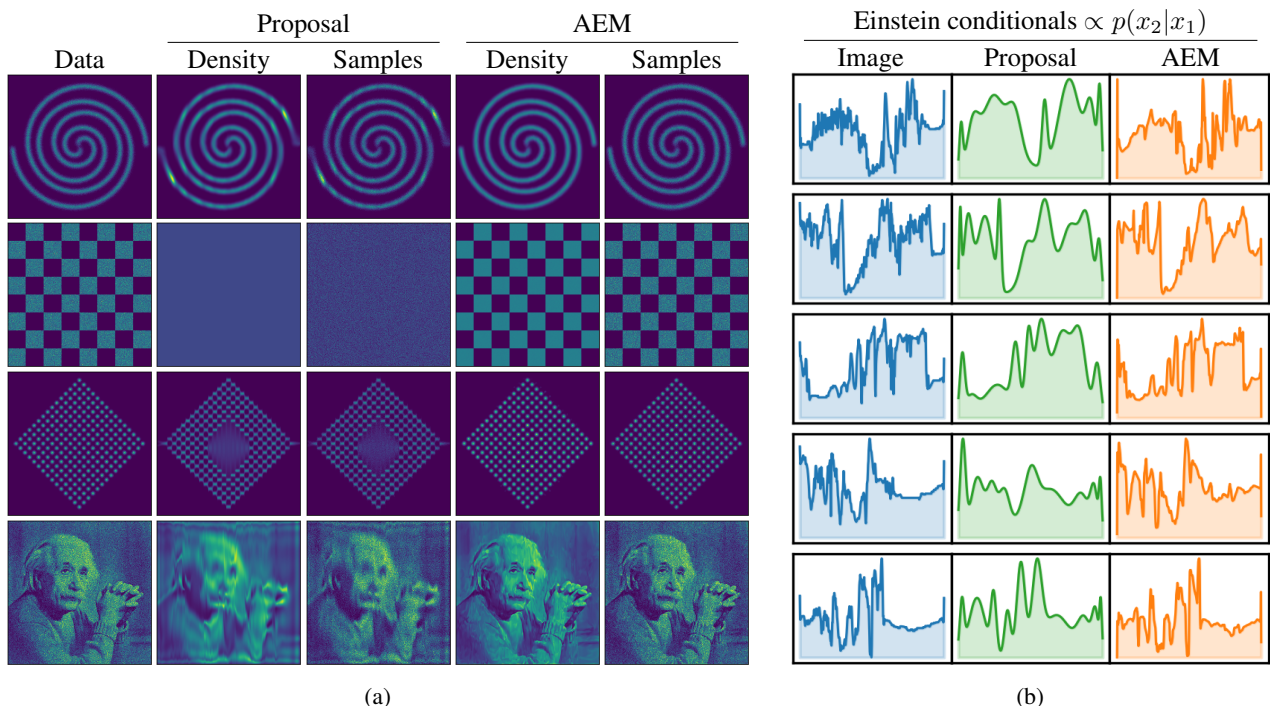 Proposal AEM
Data Density Samples Density Samples
(a)
Einstein conditionals ∝ p(x₂|x₁)
Image Proposal AEM
(b)